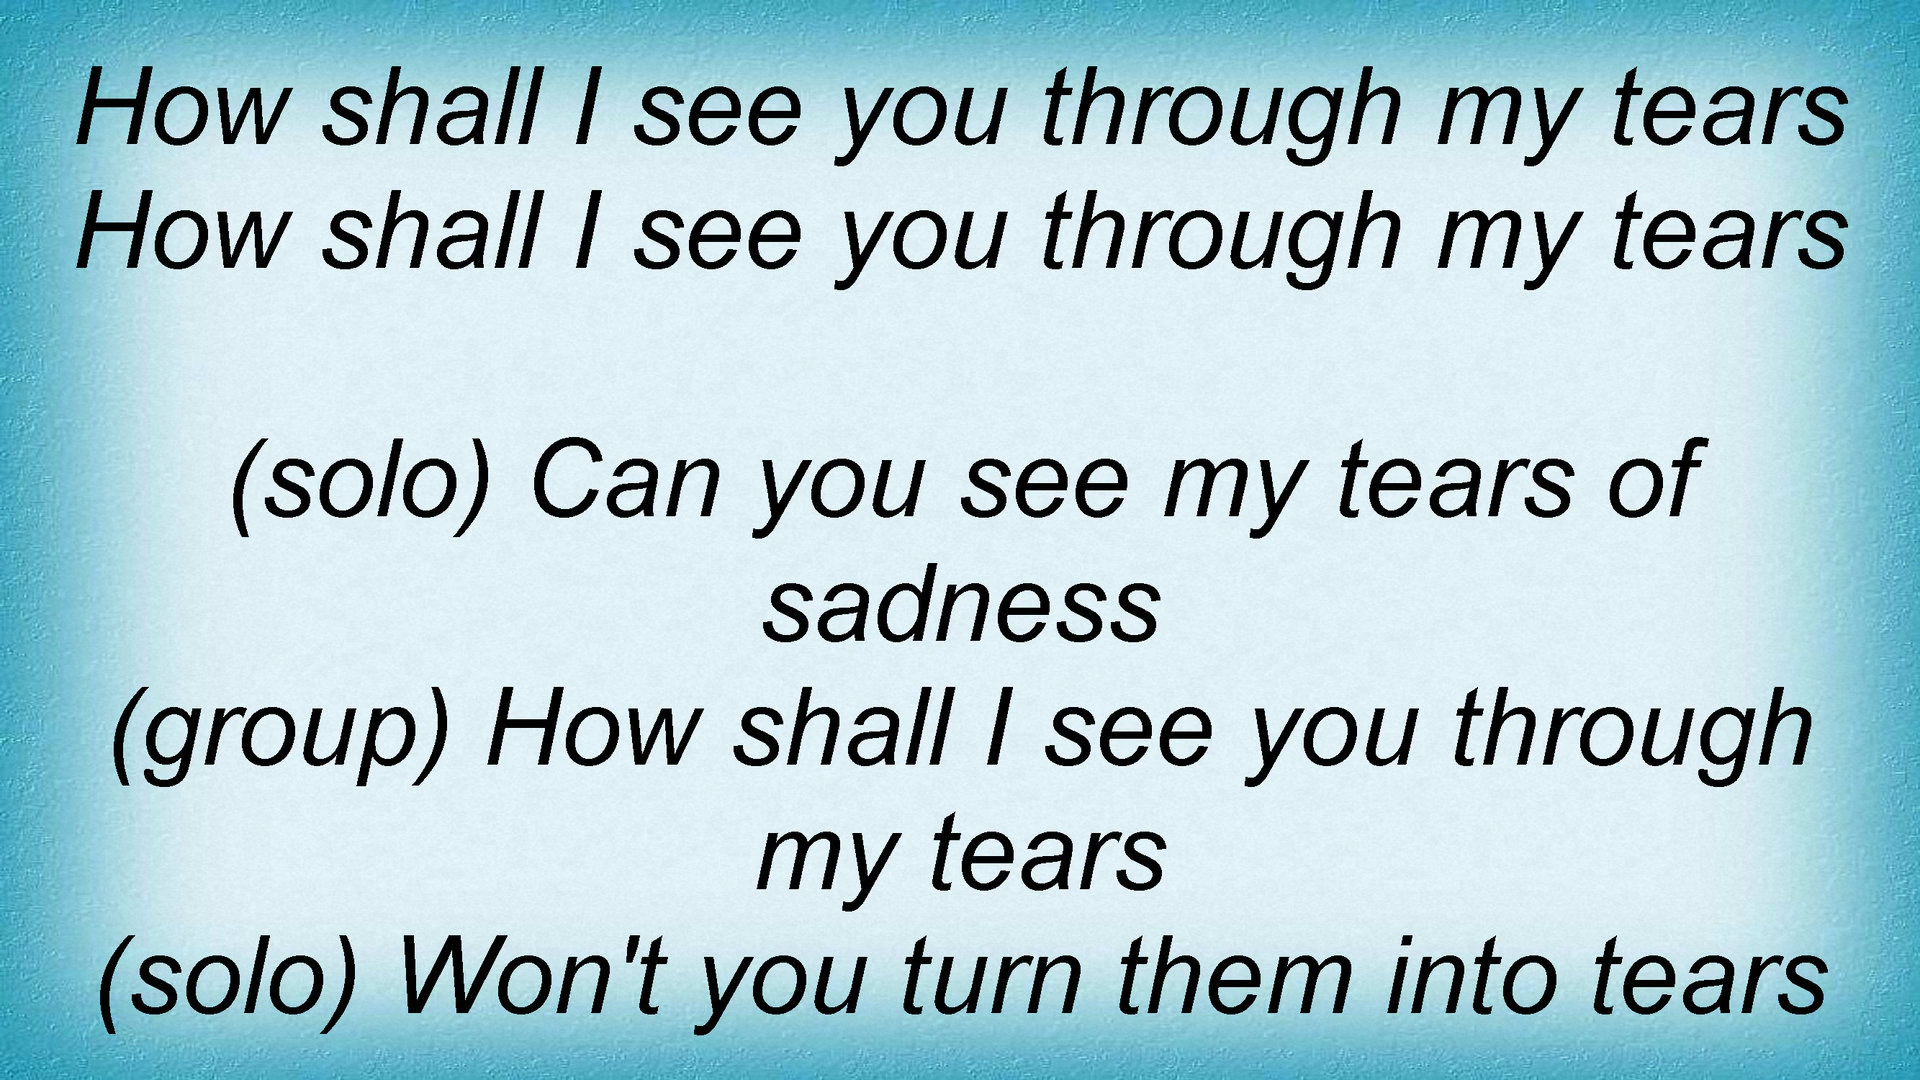 How shall I see you through my tears
How shall I see you through my tears
(solo) Can you see my tears of
sadness
(group) How shall I see you through
my tears
(solo) Won't you turn them into tears